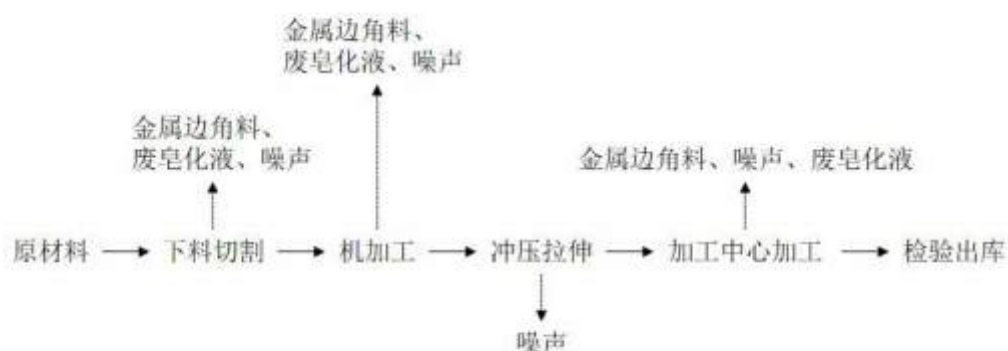 金属边角料、
废皂化液、噪声
金属边角料、
废皂化液、噪声
金属边角料、噪声、废皂化液
原材料
下料切割
机加工
冲压拉伸
加工中心加工
检验出库
噪声